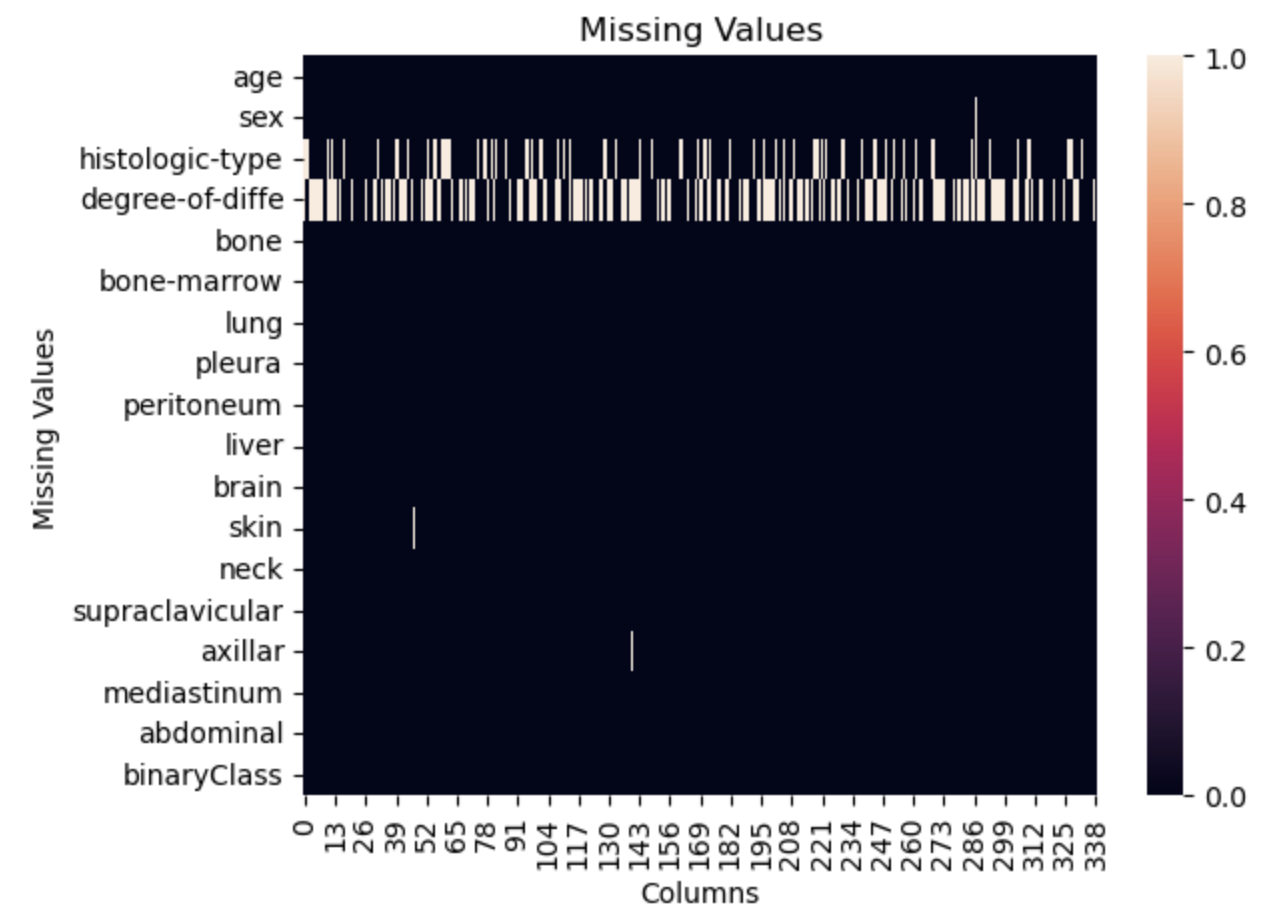 Missing Values
age
sex
histologic-type
degree-of-diffe
bone
bone-marrow
lung
pleura
peritoneum
liver
brain
skin
neck
supraclavicular
axillar
mediastinum
abdominal
binaryClass
Missing Values
0 13 26 39 52 65 78 91 104 117 130 143 156 169 182 195 208 221 234 247 260 273 286 299 312 325 338
Columns
1.0
0.8
0.6
0.4
0.2
0.0